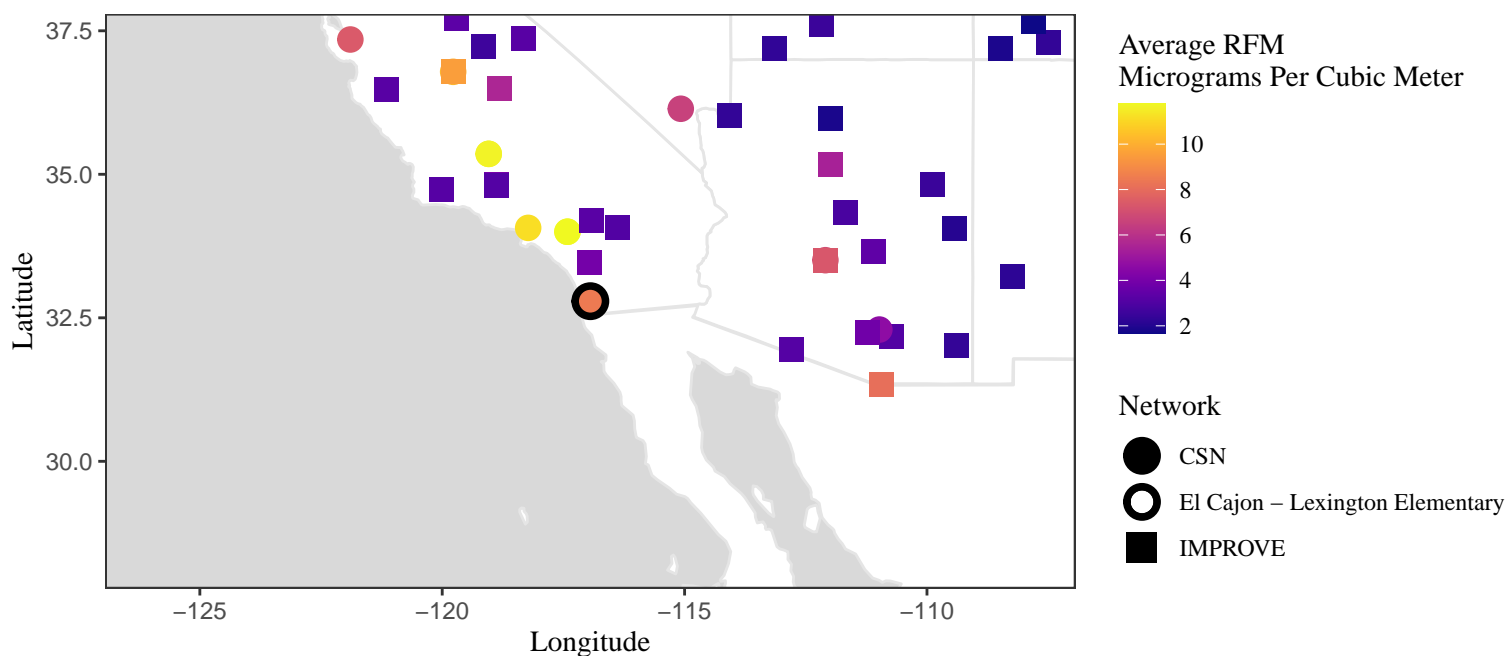 37.5
35.0
32.5
30.0
Latitude
−125
−120
−115
−110
Longitude
Average RFM
Micrograms Per Cubic Meter
10
8
6
4
2
Network
CSN
El Cajon – Lexington Elementary
IMPROVE